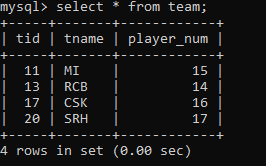 mysql> select * from team;
+-----+-------+------------+
| tid | tname | player_num |
+-----+-------+------------+
| 11 | MI | 15 |
| 13 | RCB | 14 |
| 17 | CSK | 16 |
| 20 | SRH | 17 |
+-----+-------+------------+
4 rows in set (0.00 sec)